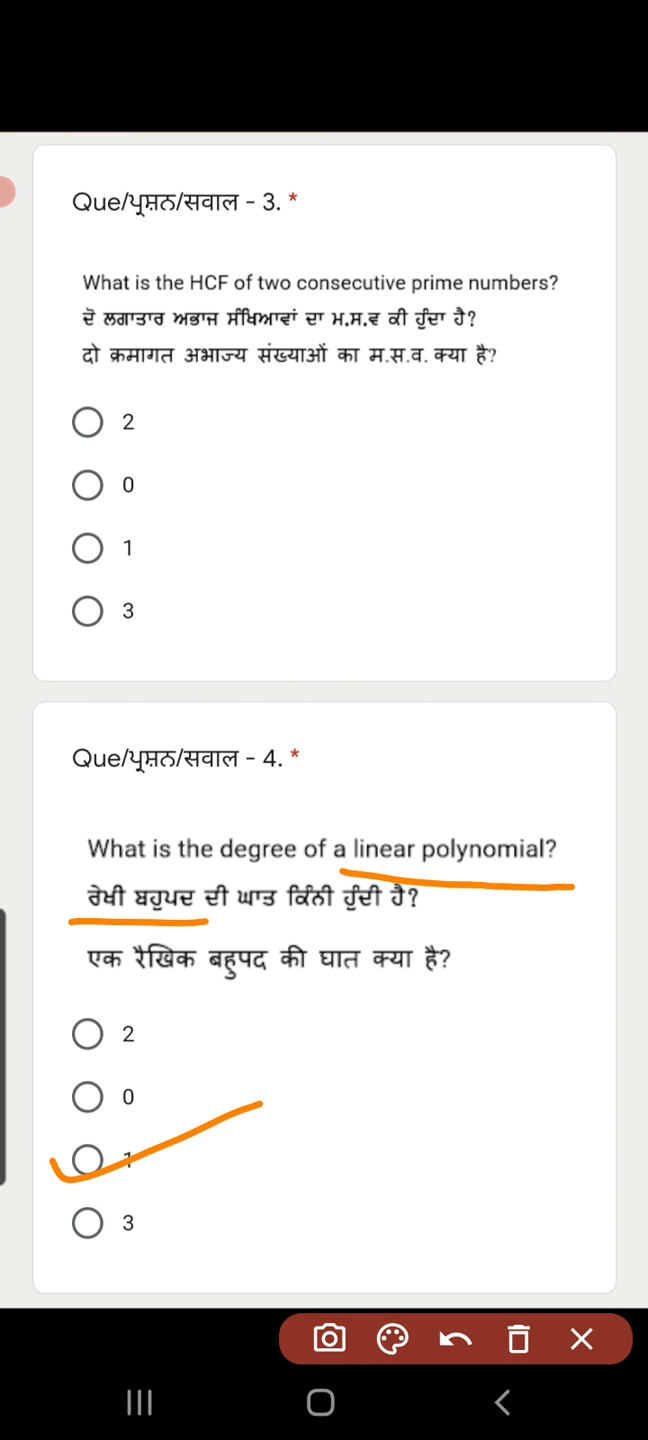 Que/ਪ੍ਰਸ਼ਨ/सवाल - 3. *
What is the HCF of two consecutive prime numbers?
ਦੋ ਲਗਾਤਾਰ ਅਭਾਜ ਸੰਖਿਆਵਾਂ ਦਾ ਮ.ਸ.ਵ ਕੀ ਹੁੰਦਾ ਹੈ?
दो क्रमागत अभाज्य संख्याओं का म.स.व. क्या है?
2
0
1
3
Que/ਪ੍ਰਸ਼ਨ/सवाल - 4. *
What is the degree of a linear polynomial?
ਰੇਖੀ ਬਹੁਪਦ ਦੀ ਘਾਤ ਕਿੰਨੀ ਹੁੰਦੀ ਹੈ?
एक रैखिक बहुपद की घात क्या है?
2
0
1
3